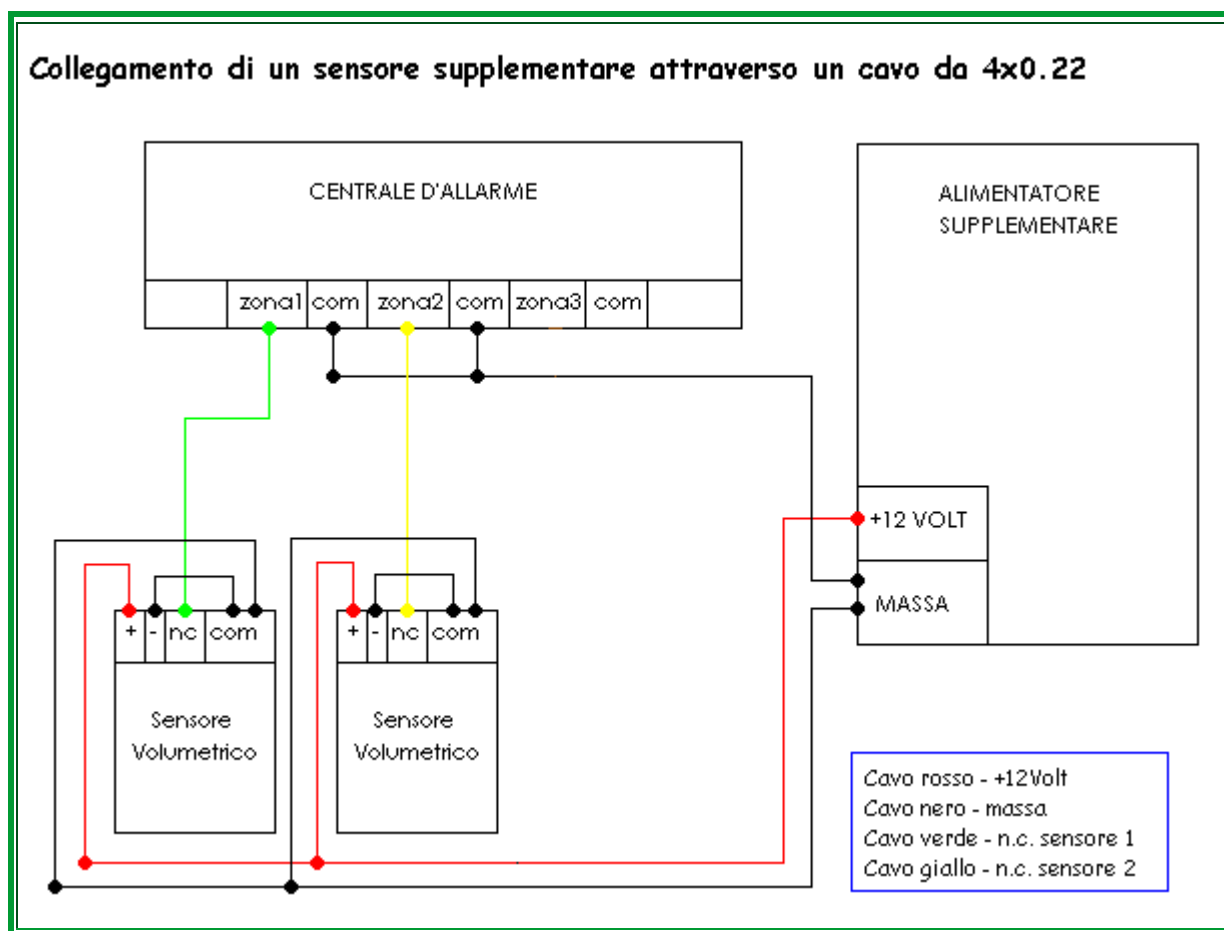 Collegamento di un sensore supplementare attraverso un cavo da 4x0.22
CENTRALE D'ALLARME
zona1 com zona2 com zona3 com
ALIMENTATORE
SUPPLEMENTARE
+12 VOLT
MASSA
+ - nc com
Sensore
Volumetrico
+ - nc com
Sensore
Volumetrico
Cavo rosso - +12Volt
Cavo nero - massa
Cavo verde - n.c. sensore 1
Cavo giallo - n.c. sensore 2